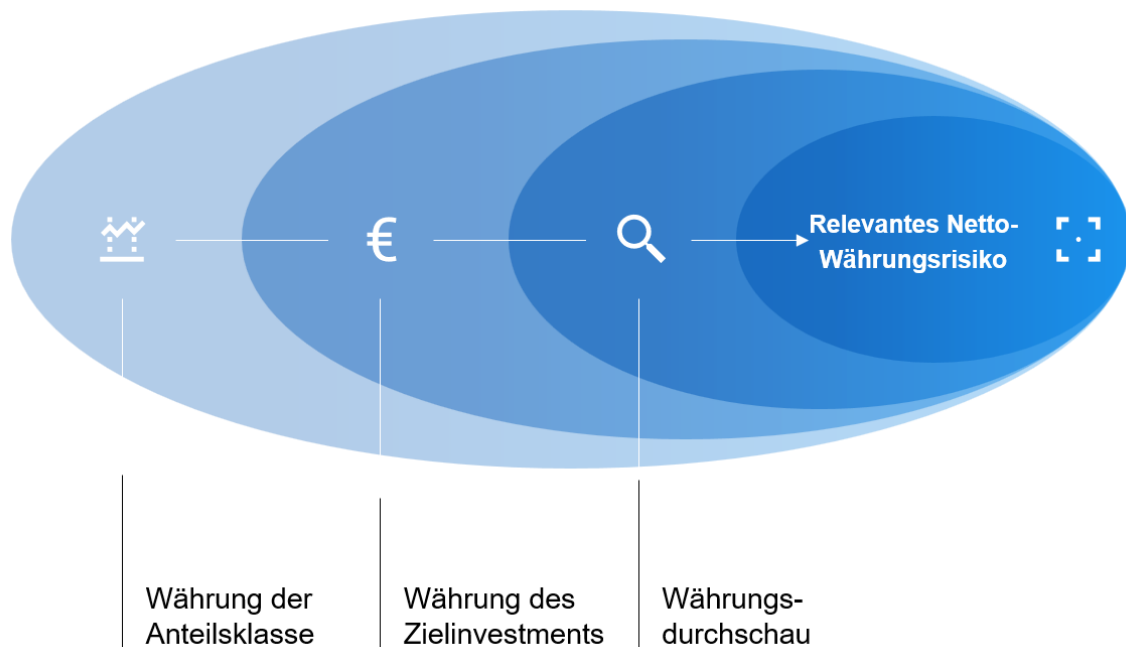 Relevantes Netto-
Währungsrisiko
€
Währung der
Anteilsklasse
Währung des
Zielinvestments
Währungs-
durchschau